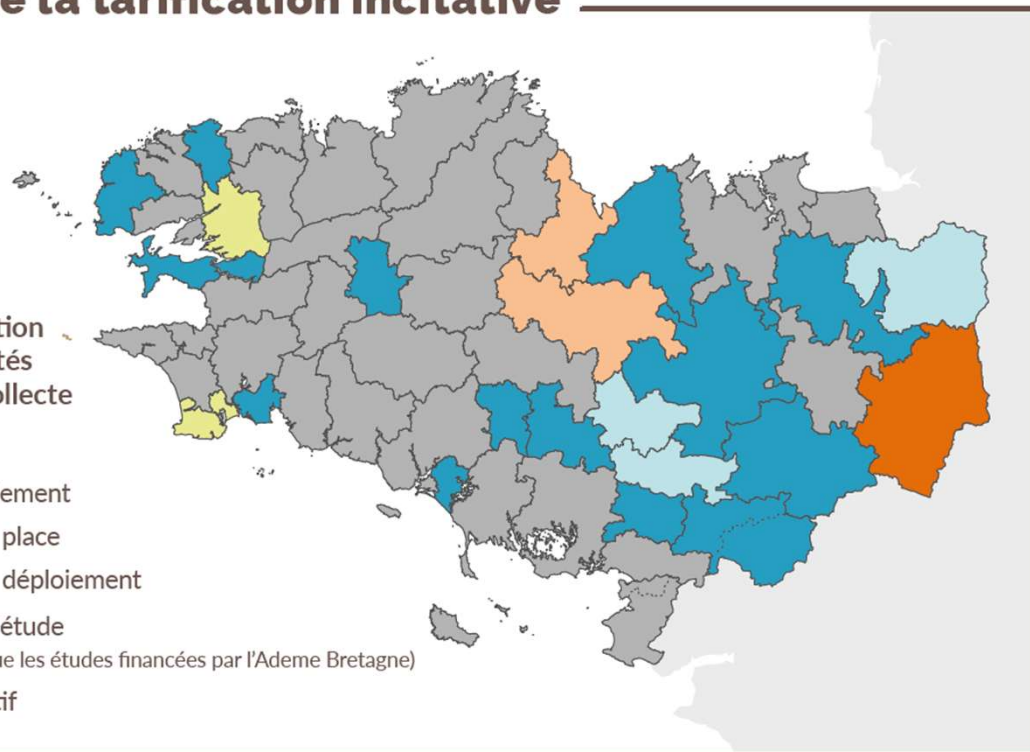 e la tarification incitative
tion
tés
ollecte
ement
place
déploiement
étude
ue les études financées par l'Ademe Bretagne)
tif